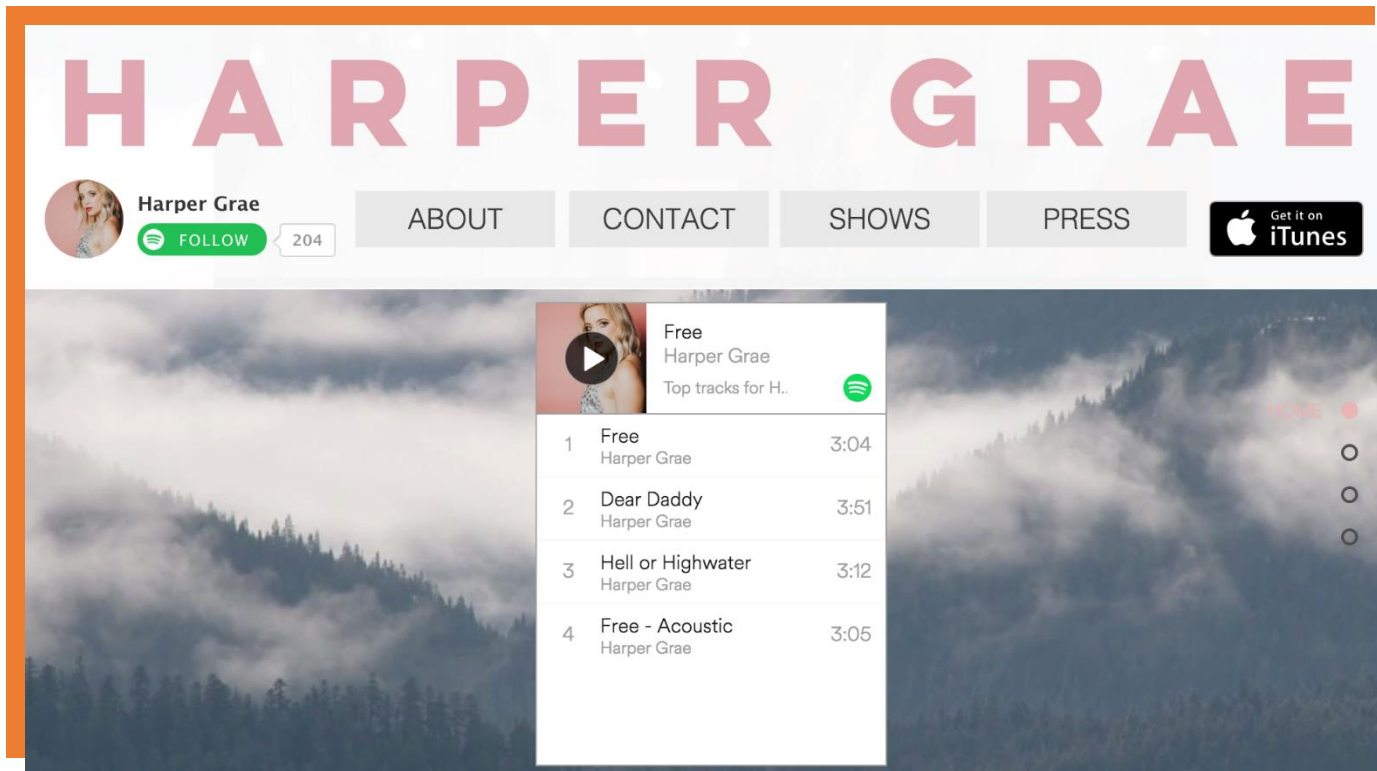 HARPER GRAE
Harper Grae
FOLLOW 204
ABOUT CONTACT SHOWS PRESS
Get it on
iTunes
Free
Harper Grae
Top tracks for H..
HOME
1 Free 3:04
Harper Grae
2 Dear Daddy 3:51
Harper Grae
3 Hell or Highwater 3:12
Harper Grae
4 Free - Acoustic 3:05
Harper Grae